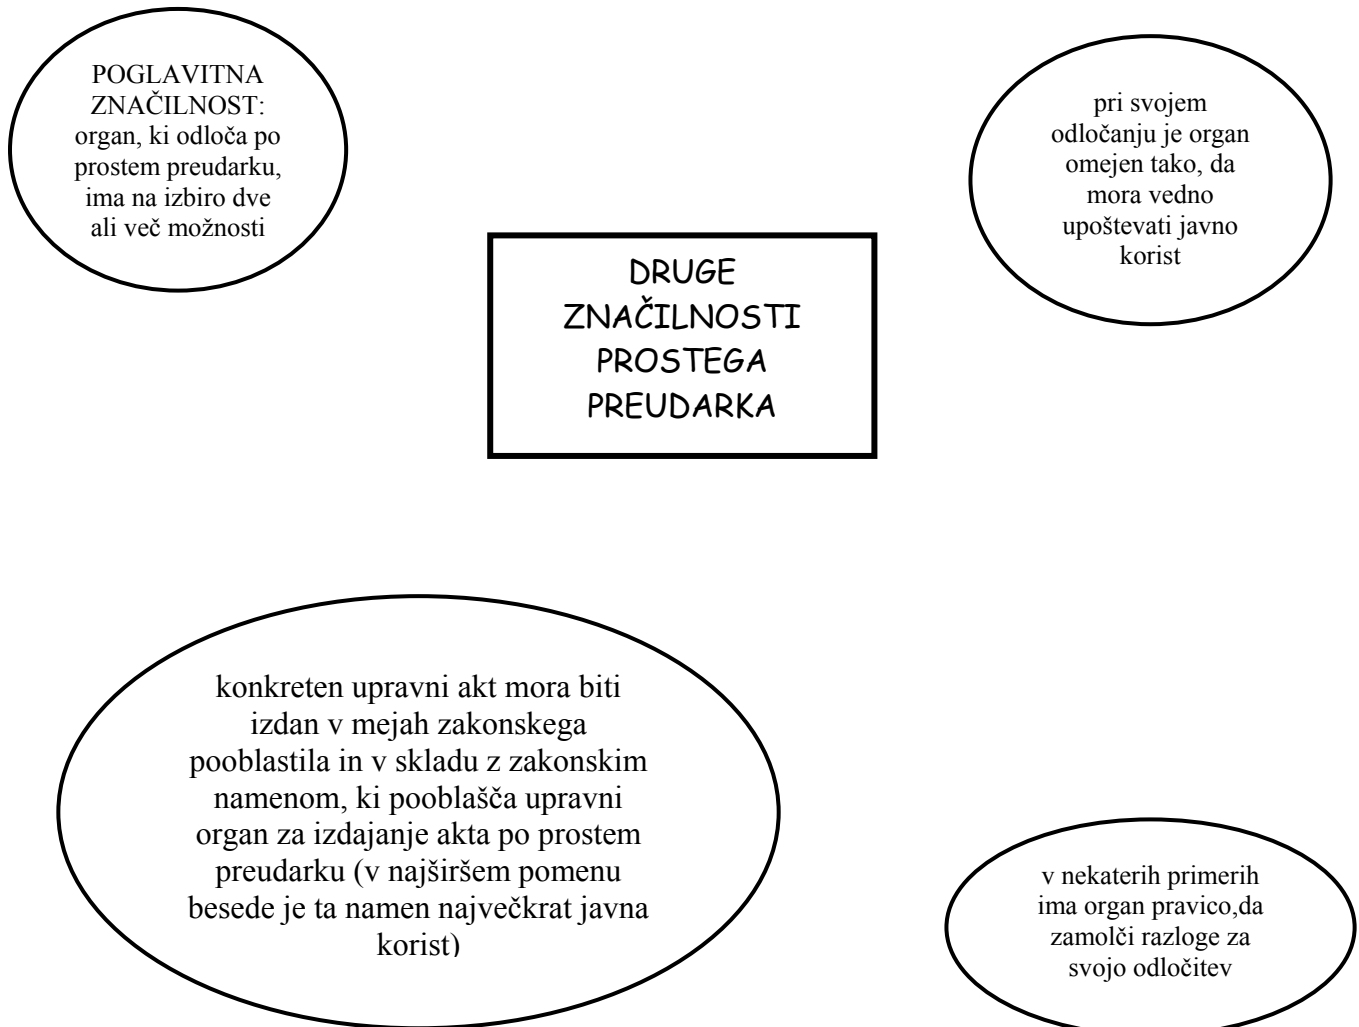 POGLAVITNA
ZNAČILNOST:
organ, ki odloča po
prostem preudarku,
ima na izbiro dve
ali več možnosti
pri svojem
odločanju je organ
omejen tako, da
mora vedno
upoštevati javno
korist
DRUGE
ZNAČILNOSTI
PROSTEGA
PREUDARKA
konkreten upravni akt mora biti
izdan v mejah zakonskega
pooblastila in v skladu z zakonskim
namenom, ki pooblašča upravni
organ za izdajanje akta po prostem
preudarku (v najširšem pomenu
besede je ta namen največkrat javna
korist)
v nekaterih primerih
ima organ pravico,da
zamolči razloge za
svojo odločitev